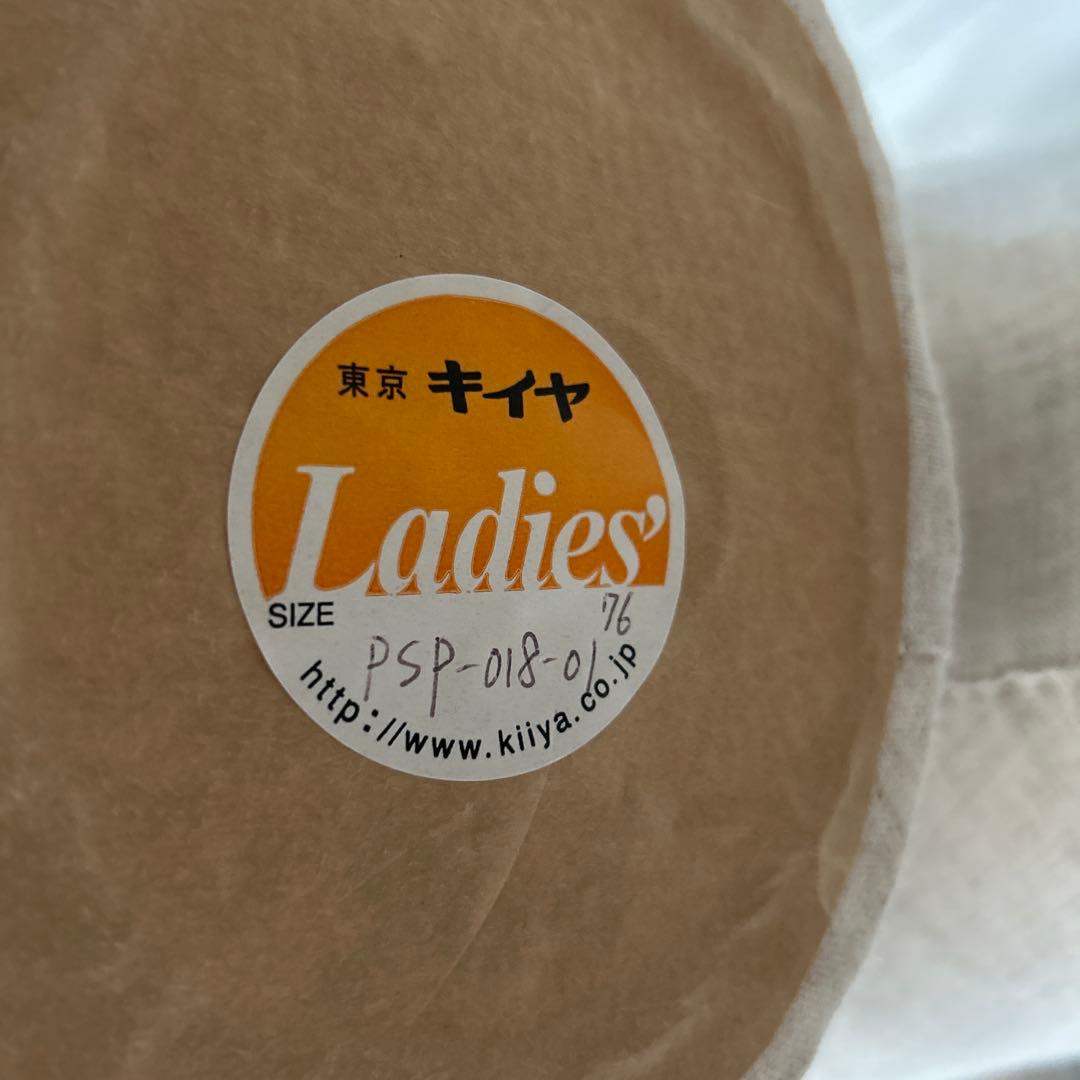 東京 キイヤ
Ladies'
SIZE 76
PSP-018-01
http://www.kiiya.co.jp